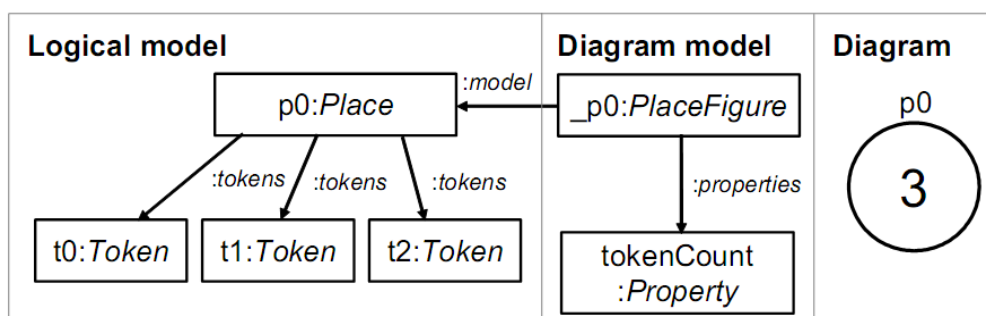 Logical model
Diagram model
Diagram
:model
p0:Place
_p0:PlaceFigure
p0
3
:tokens
:tokens
:tokens
:properties
t0:Token
t1:Token
t2:Token
tokenCount
:Property